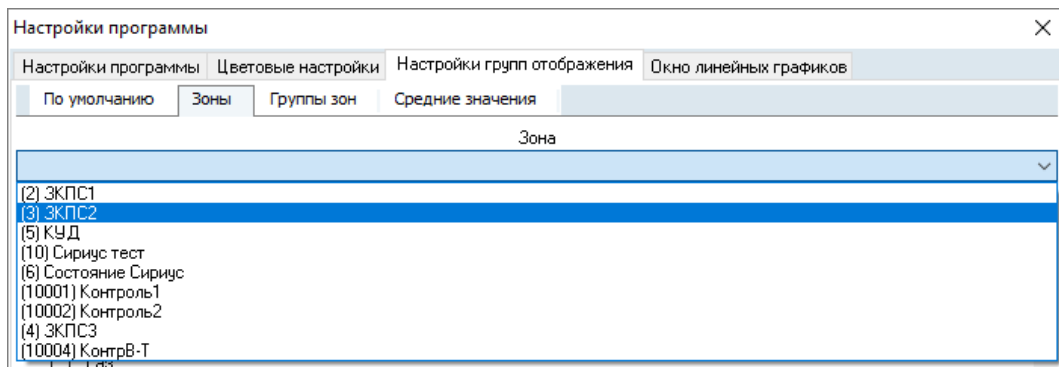 Настройки программы
Настройки программы Цветовые настройки Настройки групп отображения Окно линейных графиков
По умолчанию Зоны Группы зон Средние значения
Зона
(2) ЗКПС1
(3) ЗКПС2
(5) КУД
(10) Сириус тест
(6) Состояние Сириус
(10001) Контроль1
(10002) Контроль2
(4) ЗКПС3
(10004) КонтрВ-Т